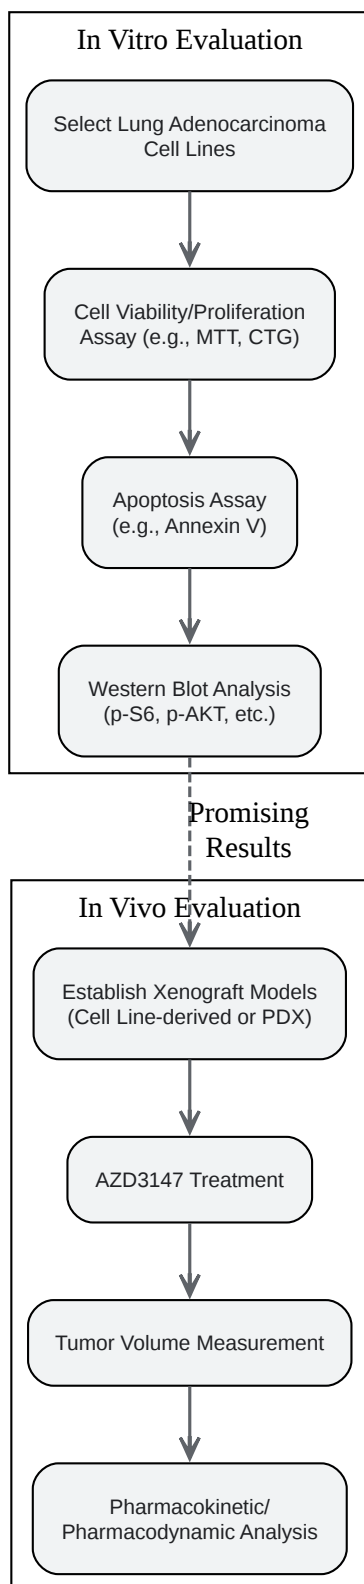 In Vitro Evaluation
Select Lung Adenocarcinoma
Cell Lines
Cell Viability/Proliferation
Assay (e.g., MTT, CTG)
Apoptosis Assay
(e.g., Annexin V)
Western Blot Analysis
(p-S6, p-AKT, etc.)
Promising
Results
In Vivo Evaluation
Establish Xenograft Models
(Cell Line-derived or PDX)
AZD3147 Treatment
Tumor Volume Measurement
Pharmacokinetic/
Pharmacodynamic Analysis